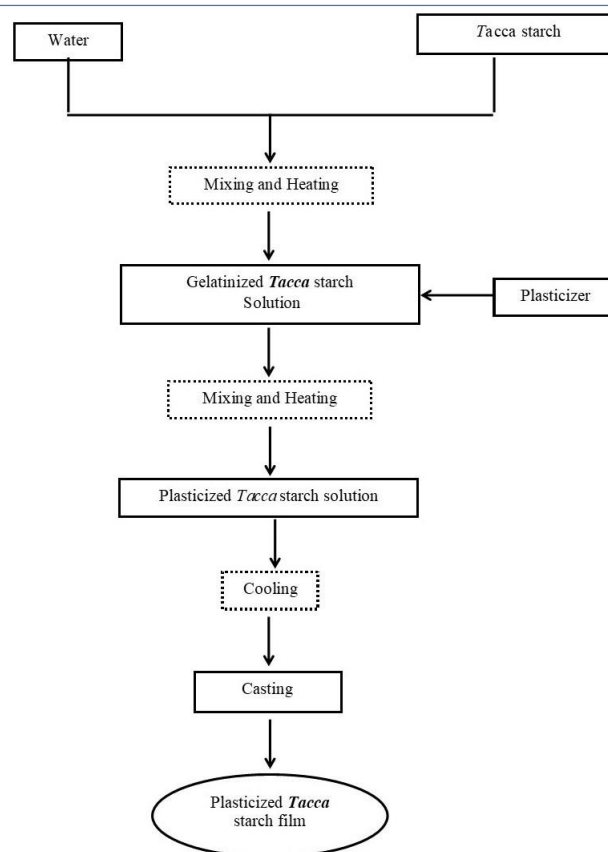 Water
Tacca starch
Mixing and Heating
Gelatinized Tacca starch
Solution
Plasticizer
Mixing and Heating
Plasticized Tacca starch solution
Cooling
Casting
Plasticized Tacca
starch film